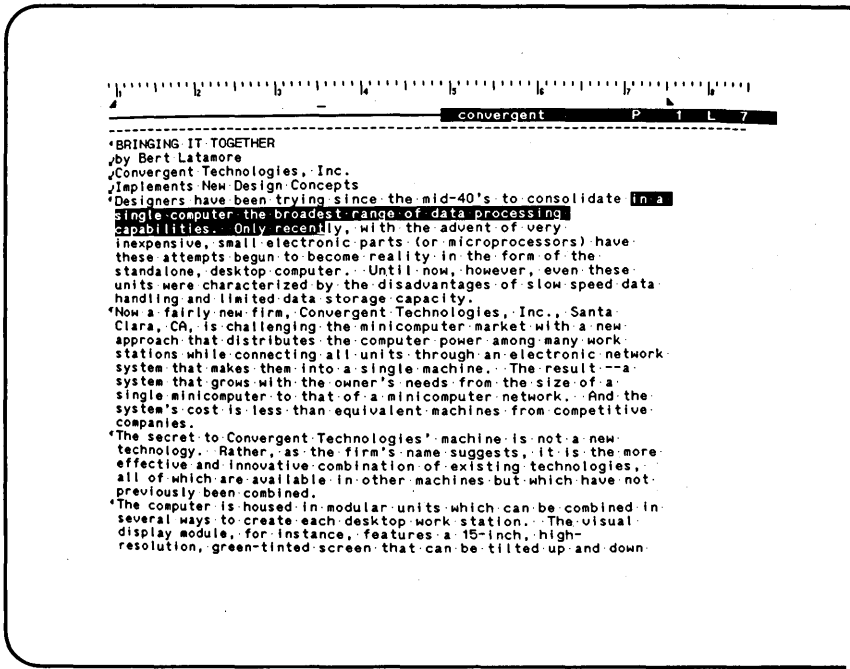 1 2 3 4 5 6 7 8
convergent P 1 L 7
BRINGING IT TOGETHER
by Bert Latamore
Convergent Technologies, Inc.
Implements New Design Concepts
Designers have been trying since the mid-40's to consolidate in a
single computer the broadest range of data processing
capabilities. Only recently, with the advent of very
inexpensive, small electronic parts (or microprocessors) have
these attempts begun to become reality in the form of the
standalone, desktop computer. Until now, however, even these
units were characterized by the disadvantages of slow speed data
handling and limited data storage capacity.
Now a fairly new firm, Convergent Technologies, Inc., Santa
Clara, CA, is challenging the minicomputer market with a new
approach that distributes the computer power among many work
stations while connecting all units through an electronic network
system that makes them into a single machine. The result --a
system that grows with the owner's needs from the size of a
single minicomputer to that of a minicomputer network. And the
system's cost is less than equivalent machines from competitive
companies.
The secret to Convergent Technologies' machine is not a new
technology. Rather, as the firm's name suggests, it is the more
effective and innovative combination of existing technologies,
all of which are available in other machines but which have not
previously been combined.
The computer is housed in modular units which can be combined in
several ways to create each desktop work station. The visual
display module, for instance, features a 15-inch, high-
resolution, green-tinted screen that can be tilted up and down